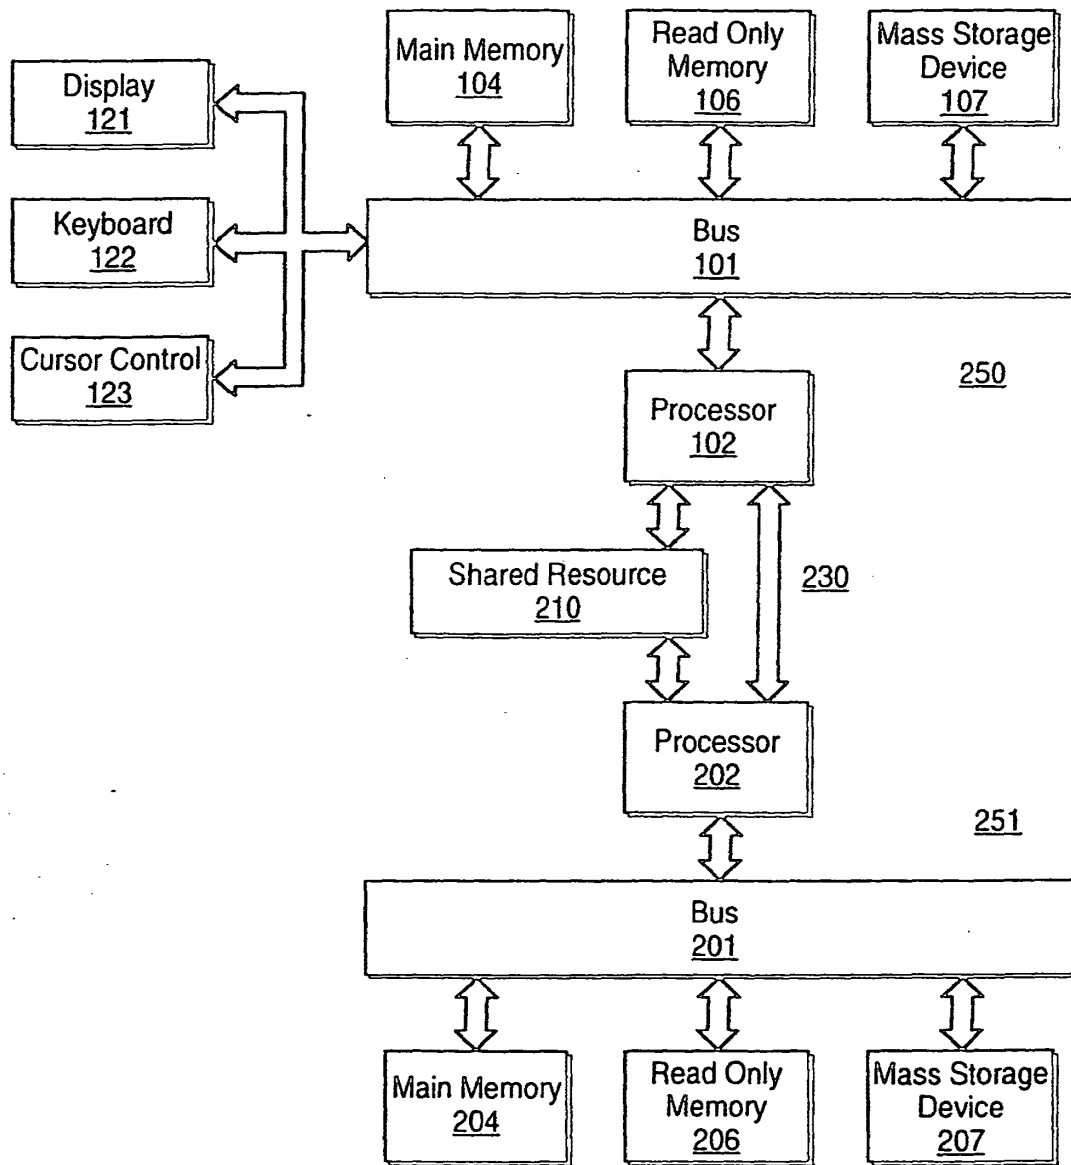 Main Memory
104
Read Only
Memory
106
Mass Storage
Device
107
Display
121
Keyboard
122
Cursor Control
123
Bus
101
250
Processor
102
Shared Resource
210
230
Processor
202
251
Bus
201
Main Memory
204
Read Only
Memory
206
Mass Storage
Device
207